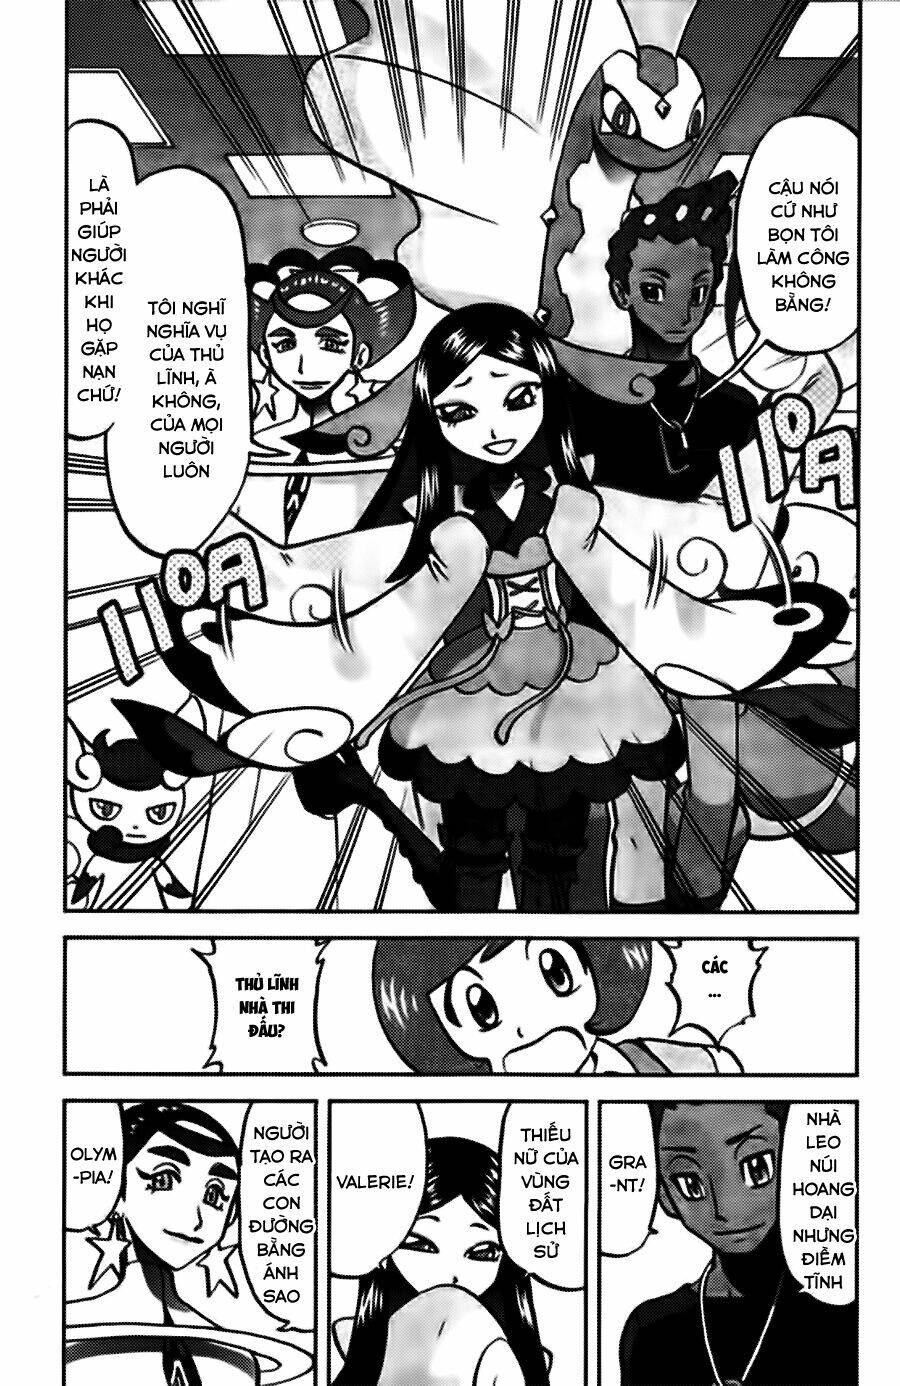 CẬU NÓI
CỨ NHƯ
BỌN TÔI
LÀM CÔNG
KHÔNG
BẰNG!
TÔI NGHĨ
NGHĨA VỤ
CỦA THỦ
LĨNH, À
KHÔNG,
CỦA MỌI
NGƯỜI
LUÔN
LÀ
PHẢI
GIÚP
NGƯỜI
KHÁC
KHI
HỌ
GẶP
NẠN
CHỨ!
CÁC
...
THỦ LĨNH
NHÀ THI
ĐẤU?
NHÀ
LEO
NÚI
HOANG
DẠI
NHƯNG
ĐIỀM
TĨNH
GRA
-NT!
THIẾU
NỮ CỦA
VÙNG
ĐẤT
LỊCH
SỬ
VALERIE!
NGƯỜI
TẠO RA
CÁC
CON
ĐƯỜNG
BẰNG
ÁNH
SAO
OLYM
-PIA!